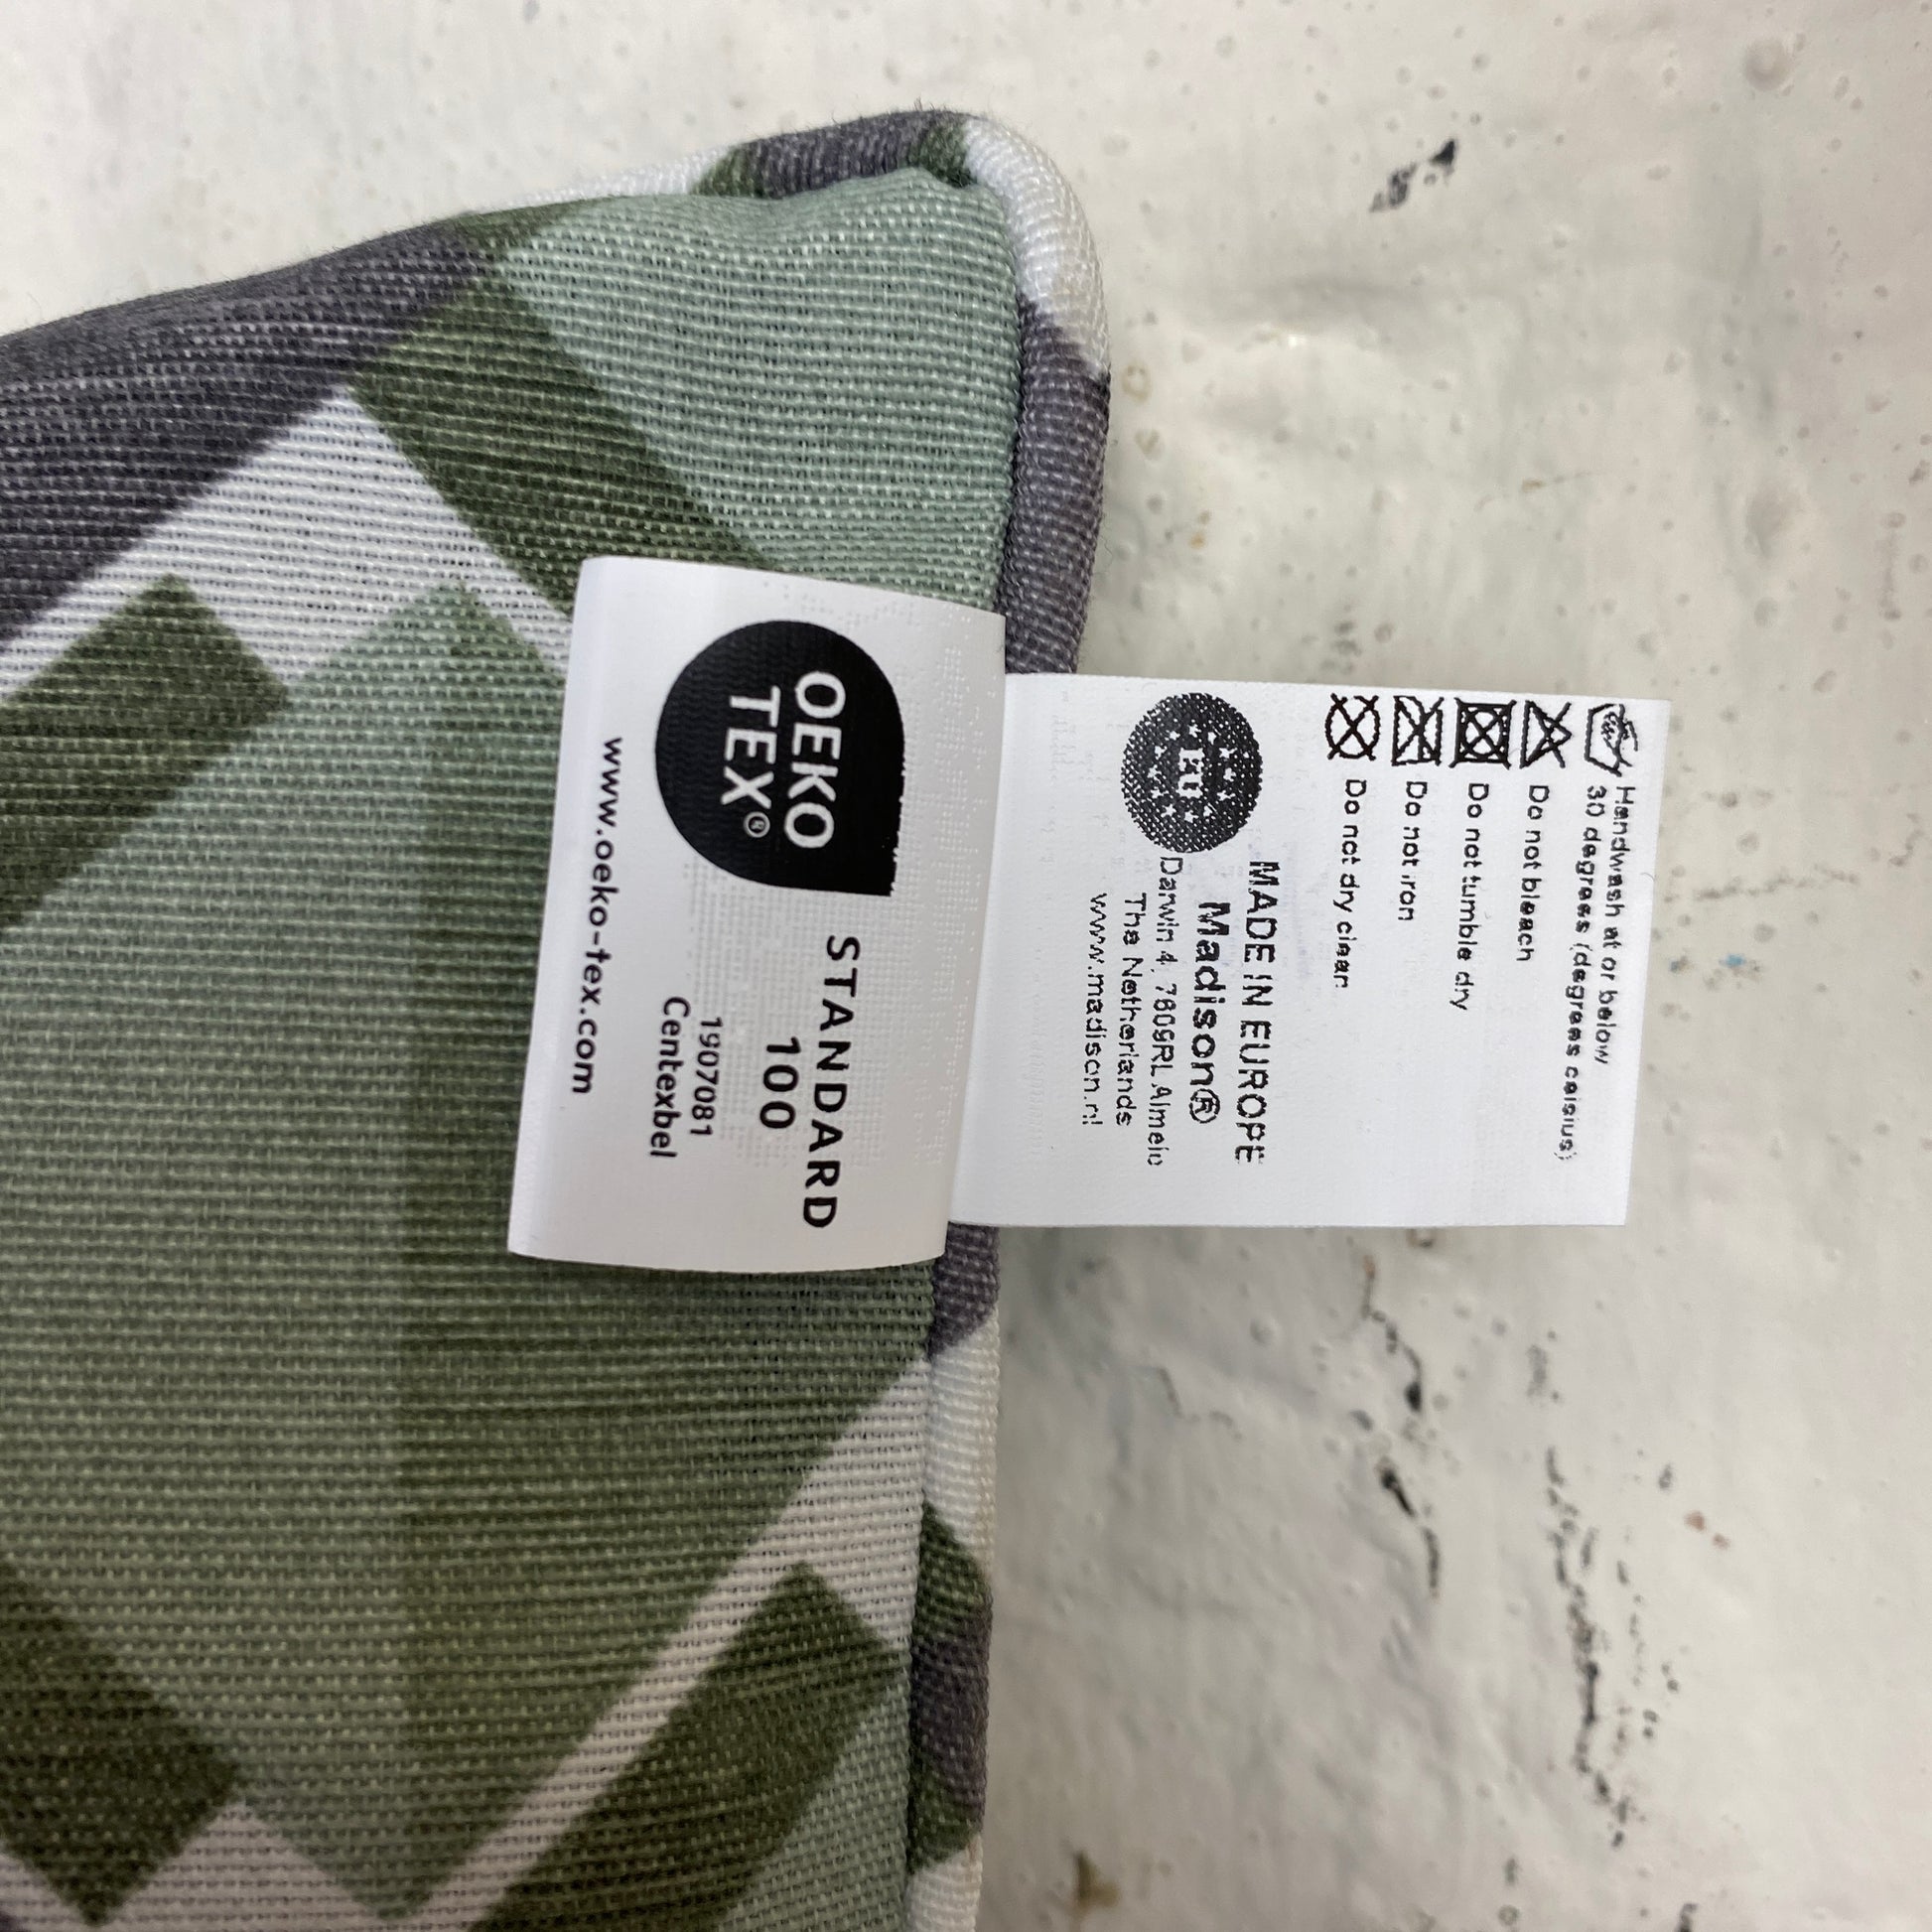 Handwash at or below
30 degrees (degrees celsius)
Do not bleach
Do not tumble dry
Do not iron
Do not dry clean
EU
MADE IN EUROPE
Madison®
Darwin 4, 7609RL Almelo
The Netherlands
www.madison.nl
OEKO
TEX®
STANDARD
100
1907081
Centexbel
www.oeko-tex.com